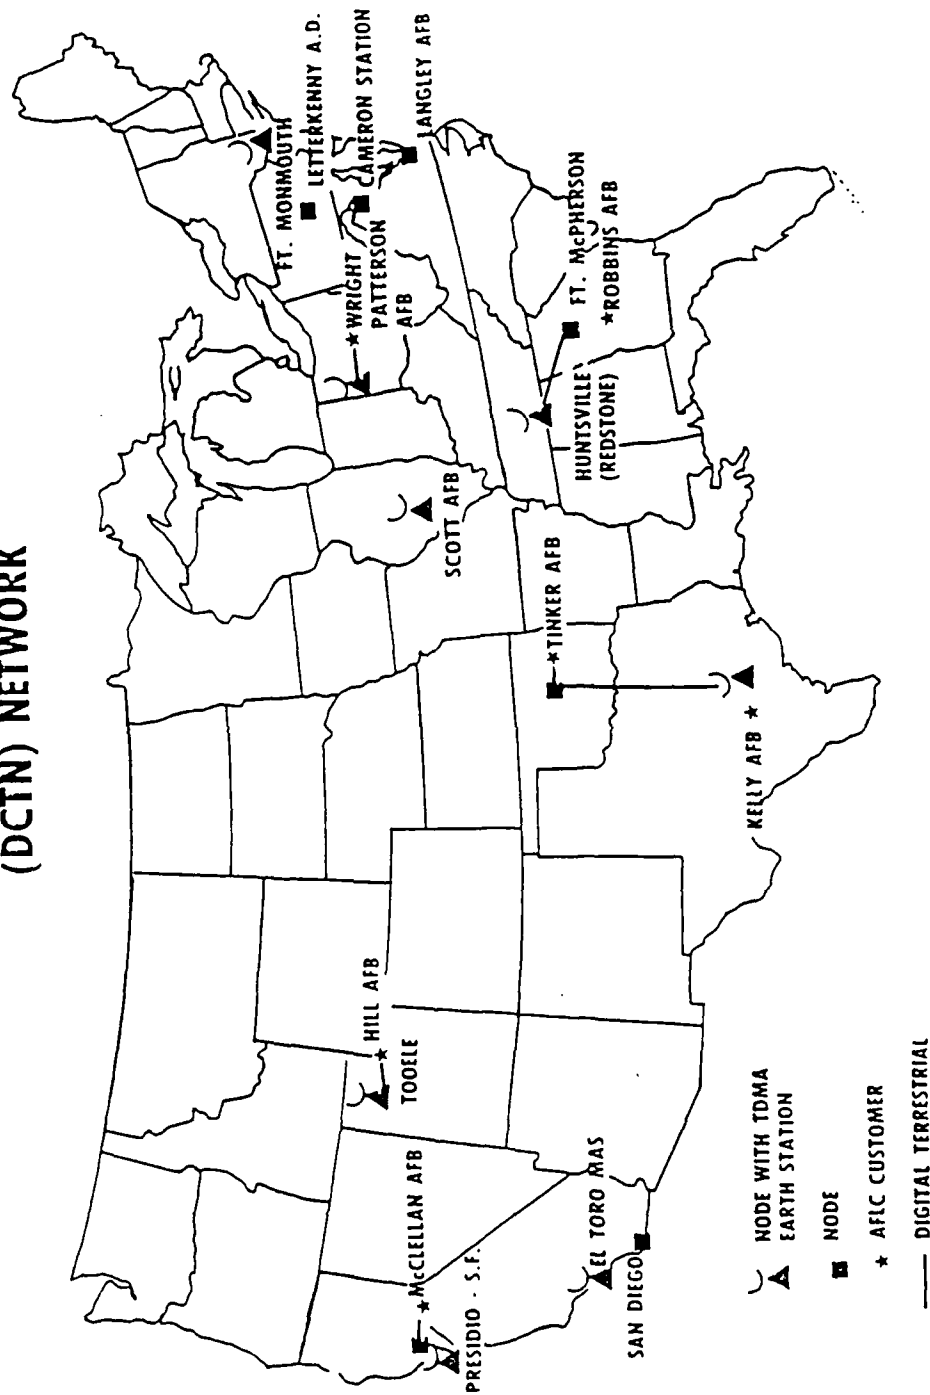 (DCTN) NETWORK
FT. MONMOUTH
LETTERKENNY A.D.
CAMERON STATION
LANGLEY AFB
WRIGHT
PATTERSON
AFB
FT. McPHERSON
ROBBINS AFB
HUNTSVILLE
(REDSTONE)
SCOTT AFB
TINKER AFB
KELLY AFB
HILL AFB
TOOELE
McCLELLAN AFB
PRESIDIO - S.F.
EL TORO MAS
SAN DIEGO
NODE WITH TDMA
EARTH STATION
NODE
AFLC CUSTOMER
DIGITAL TERRESTRIAL